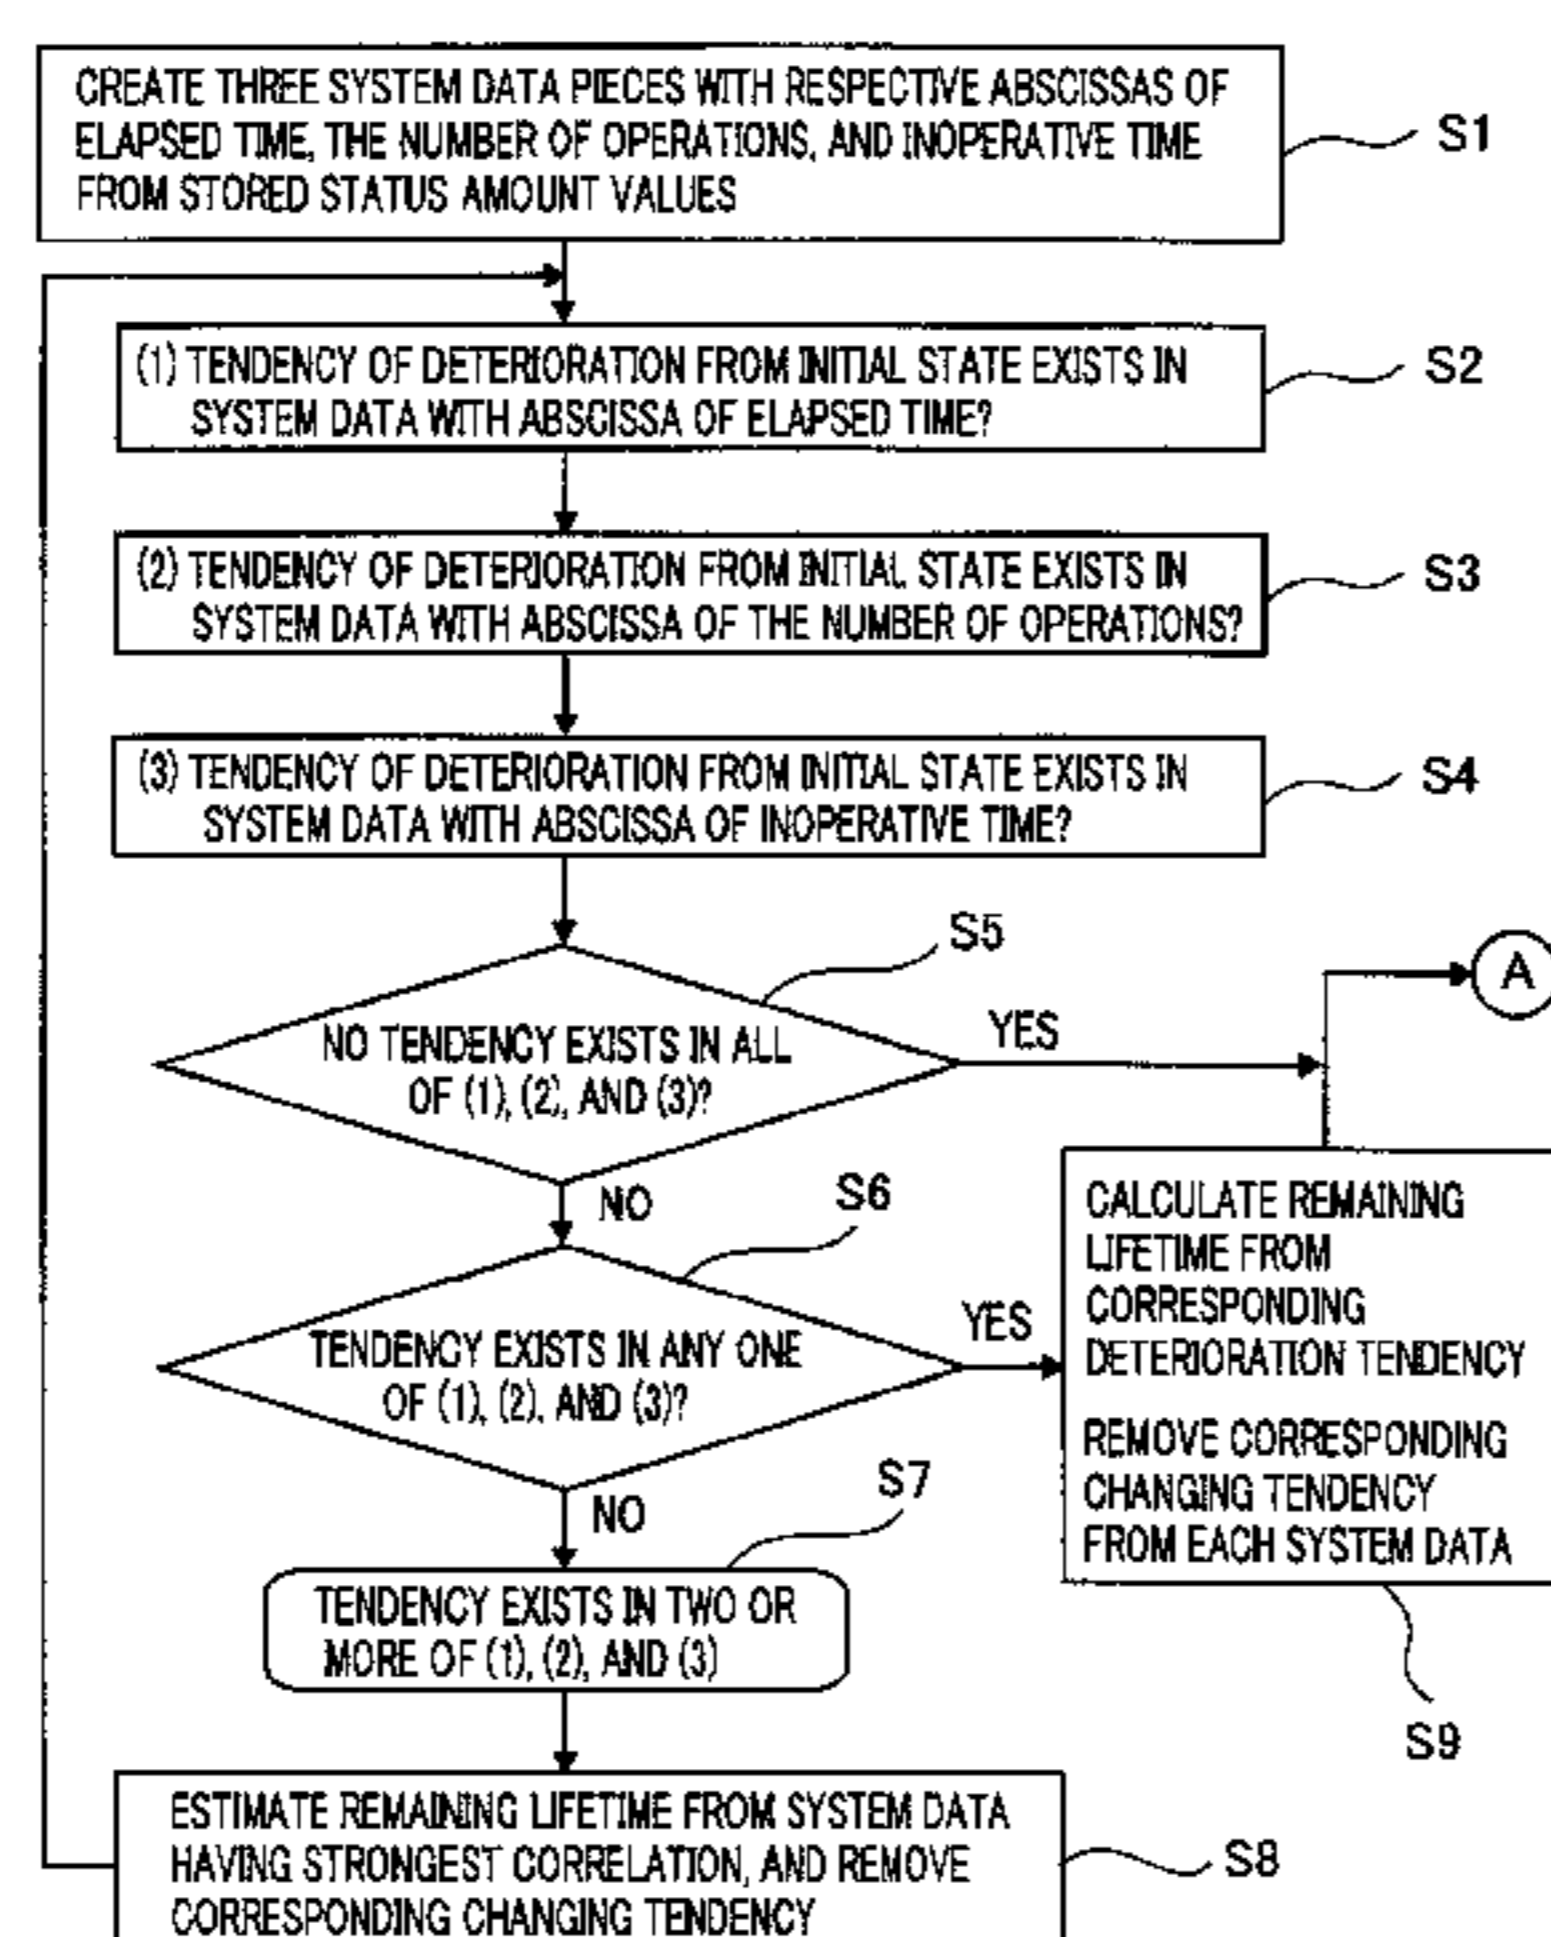 CREATE THREE SYSTEM DATA PIECES WITH RESPECTIVE ABSCISSAS OF
ELAPSED TIME, THE NUMBER OF OPERATIONS, AND INOPERATIVE TIME
FROM STORED STATUS AMOUNT VALUES
S1
(1) TENDENCY OF DETERIORATION FROM INITIAL STATE EXISTS IN
SYSTEM DATA WITH ABSCISSA OF ELAPSED TIME?
S2
(2) TENDENCY OF DETERIORATION FROM INITIAL STATE EXISTS IN
SYSTEM DATA WITH ABSCISSA OF THE NUMBER OF OPERATIONS?
S3
(3) TENDENCY OF DETERIORATION FROM INITIAL STATE EXISTS IN
SYSTEM DATA WITH ABSCISSA OF INOPERATIVE TIME?
S4
S5
A
NO TENDENCY EXISTS IN ALL
OF (1), (2), AND (3)?
YES
NO
S6
TENDENCY EXISTS IN ANY ONE
OF (1), (2), AND (3)?
YES
NO
CALCULATE REMAINING
LIFETIME FROM
CORRESPONDING
DETERIORATION TENDENCY
REMOVE CORRESPONDING
CHANGING TENDENCY
FROM EACH SYSTEM DATA
S9
S7
TENDENCY EXISTS IN TWO OR
MORE OF (1), (2), AND (3)
ESTIMATE REMAINING LIFETIME FROM SYSTEM DATA
HAVING STRONGEST CORRELATION, AND REMOVE
CORRESPONDING CHANGING TENDENCY
S8